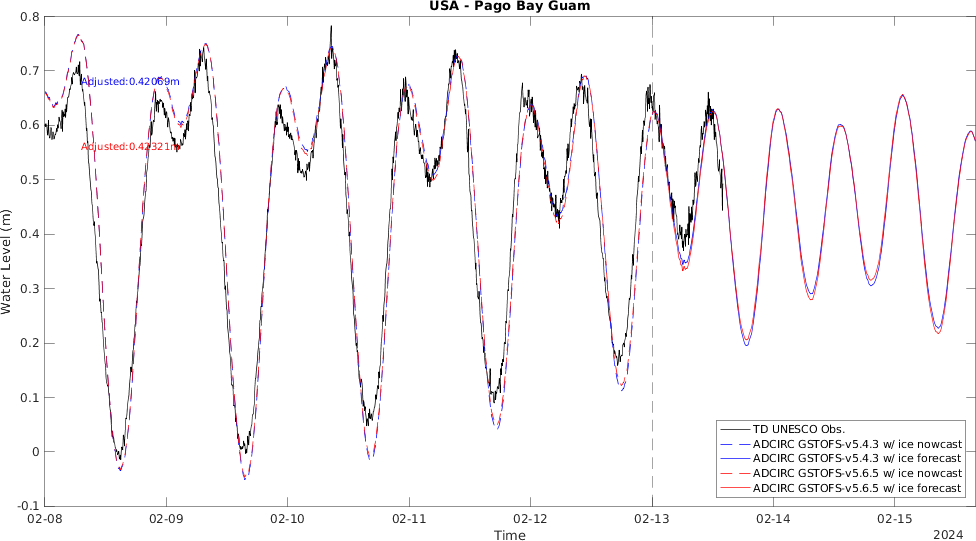 USA - Pago Bay Guam
0.8
0.7
0.6
0.5
0.4
0.3
0.2
0.1
0
-0.1
Water Level (m)
Adjusted:0.42069m
Adjusted:0.42321m
TD UNESCO Obs.
ADCIRC GSTOFS-v5.4.3 w/ ice nowcast
ADCIRC GSTOFS-v5.4.3 w/ ice forecast
ADCIRC GSTOFS-v5.6.5 w/ ice nowcast
ADCIRC GSTOFS-v5.6.5 w/ ice forecast
02-08 02-09 02-10 02-11 02-12 02-13 02-14 02-15
Time
2024